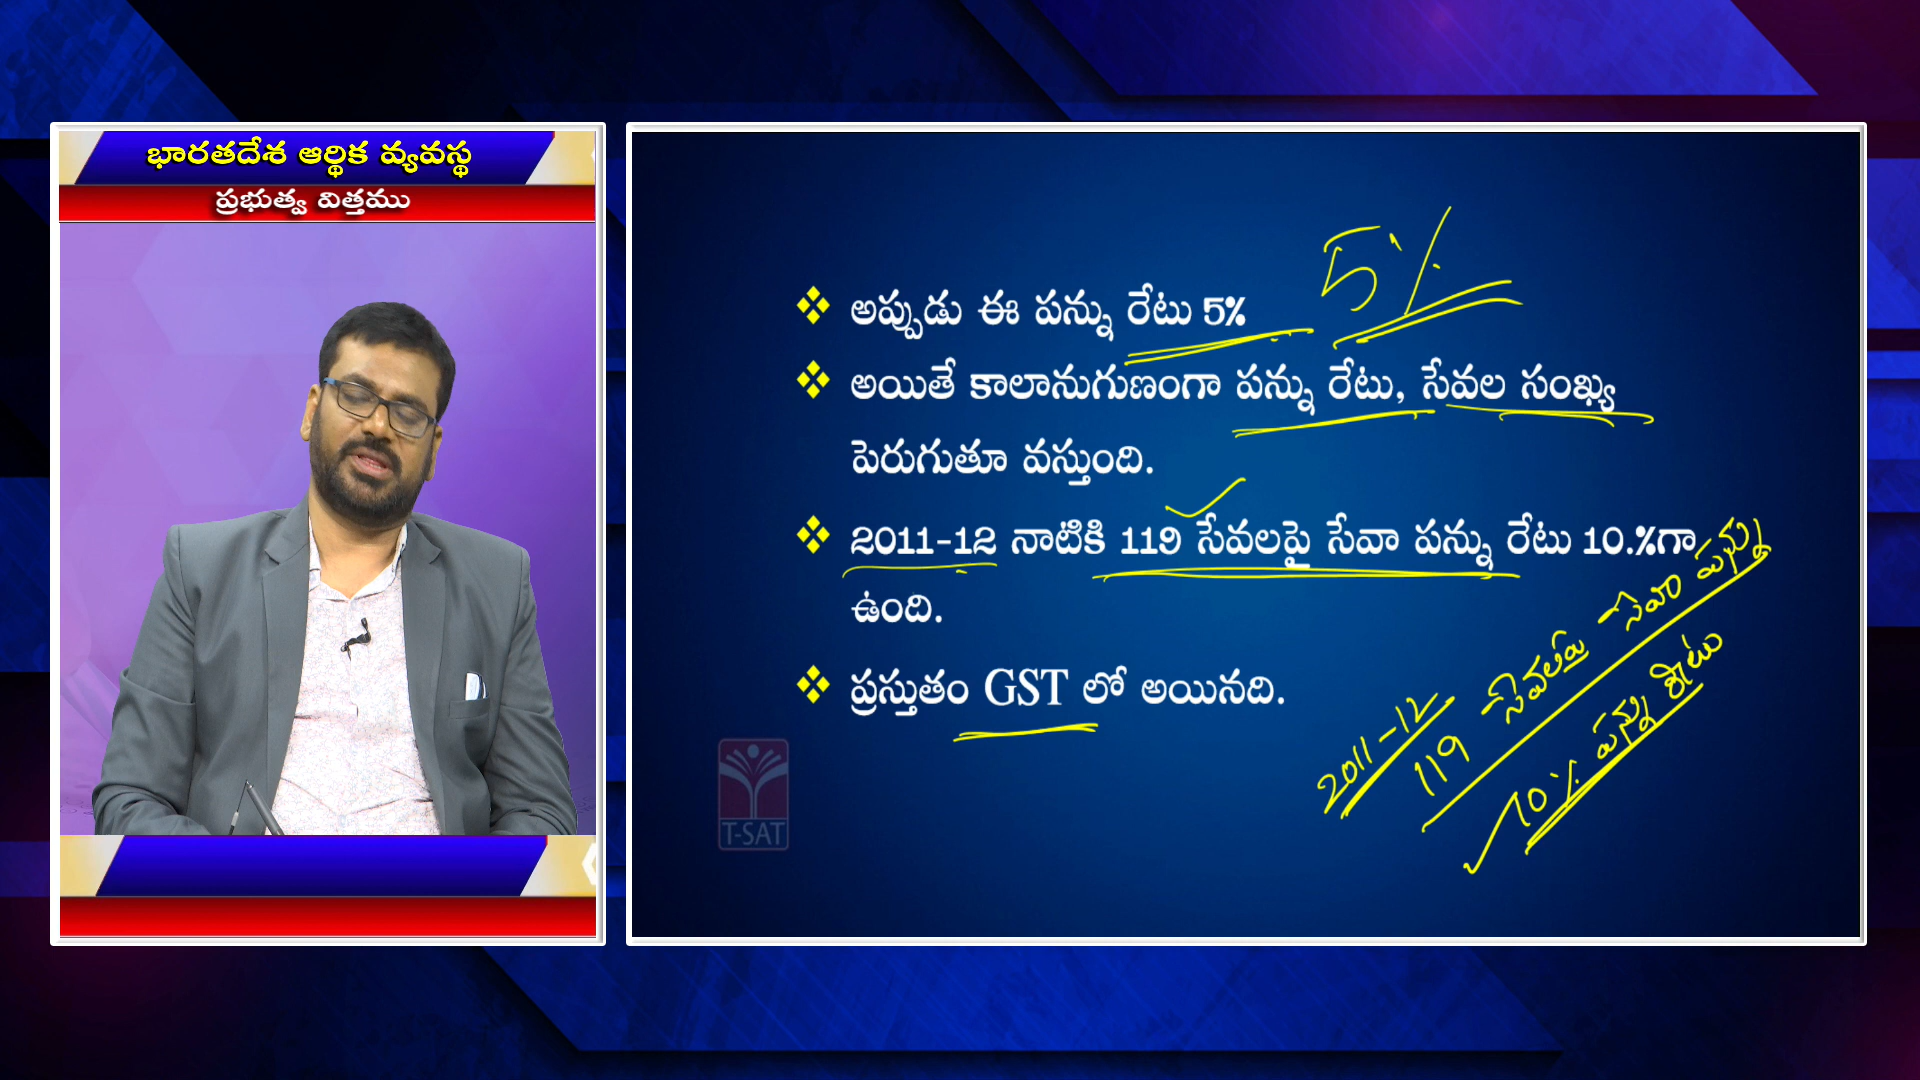 భారతదేశ ఆర్థిక వ్యవస్థ
ప్రభుత్వ విత్తము
5%
❖ అప్పుడు ఈ పన్ను రేటు 5%
❖ అయితే కాలానుగుణంగా పన్ను రేటు, సేవల సంఖ్య
పెరుగుతూ వస్తుంది.
❖ 2011-12 నాటికి 119 సేవలపై సేవా పన్ను రేటు 10.%గా
ఉంది.
❖ ప్రస్తుతం GST లో అయినది.
2011-12
119 సేవలపై సేవా పన్ను
10% పన్ను రేటు
T-SAT